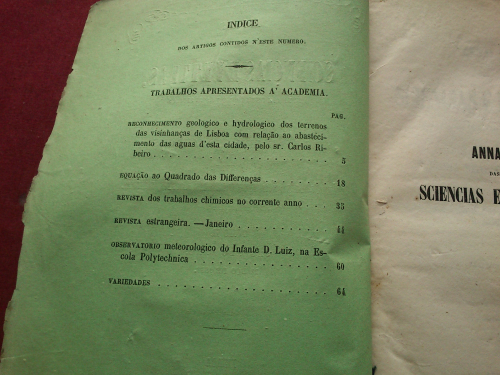 INDICE
DOS ARTIGOS CONTIDOS N'ESTE NUMERO.
TRABALHOS APRESENTADOS A' ACADEMIA.
PAG.
RECONHECIMENTO geologico e hydrologico dos terrenos
das visinhanças de Lisboa com relação ao abasteci-
mento das aguas d'esta cidade, pelo sr. Carlos Ri-
beiro . . . . . . . . . . . . . . . . 5
EQUAÇÃO ao Quadrado das Differenças . . . . . . . . 18
REVISTA dos trabalhos chimicos no corrente anno . . . . 35
REVISTA estrangeira. — Janeiro . . . . . . . . . . 44
OBSERVATORIO meteorologico do Infante D. Luiz, na Es-
cola Polytechnica . . . . . . . . . . . . . 60
VARIEDADES . . . . . . . . . . . . . . . . 64
ANNA
DAS
SCIENCIAS E